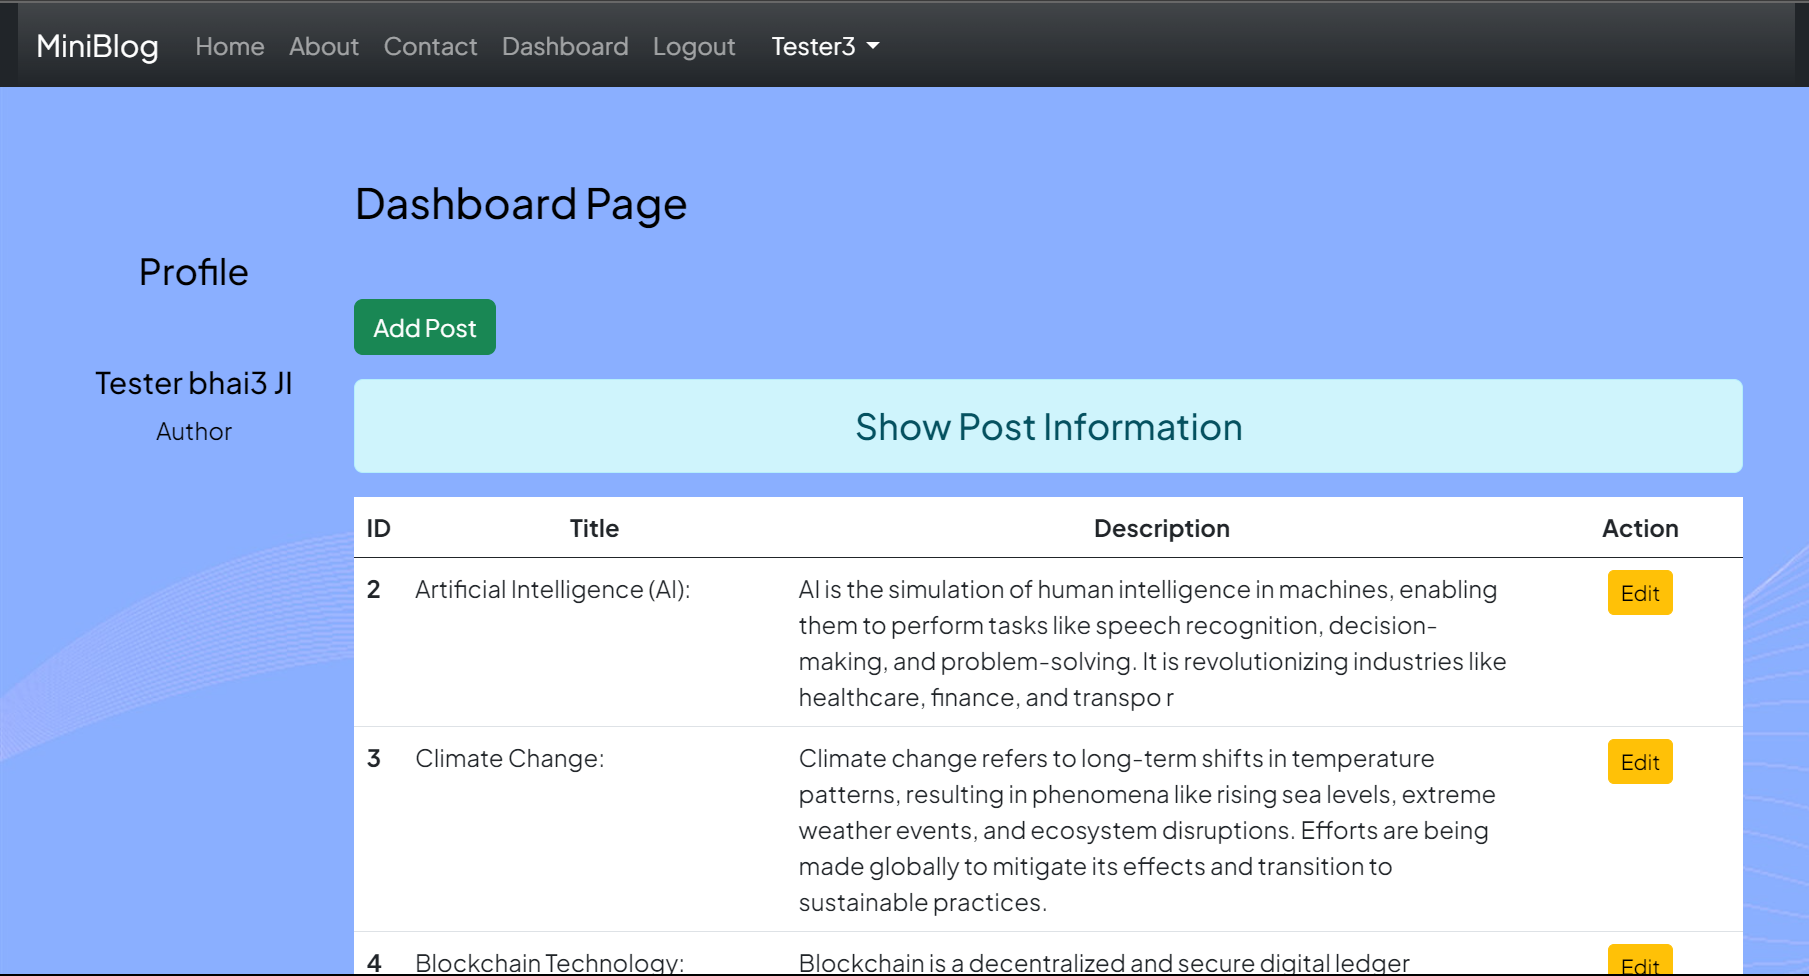 MiniBlog Home About Contact Dashboard Logout Tester3
Dashboard Page
Profile
Add Post
Tester bhai3 JI
Author
Show Post Information
ID Title Description Action
2 Artificial Intelligence (AI): AI is the simulation of human intelligence in machines, enabling Edit
them to perform tasks like speech recognition, decision-
making, and problem-solving. It is revolutionizing industries like
healthcare, finance, and transpo r
3 Climate Change: Climate change refers to long-term shifts in temperature Edit
patterns, resulting in phenomena like rising sea levels, extreme
weather events, and ecosystem disruptions. Efforts are being
made globally to mitigate its effects and transition to
sustainable practices.
4 Blockchain Technology: Blockchain is a decentralized and secure digital ledger Edit